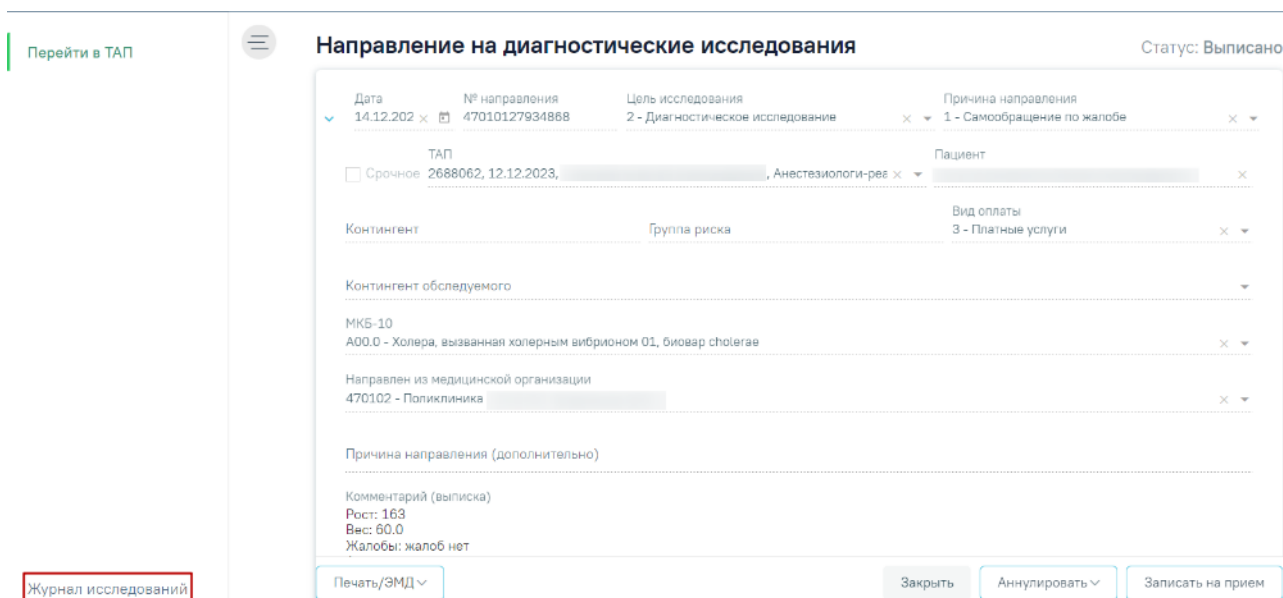 Перейти в ТАП
Направление на диагностические исследования
Статус: Выписано
Дата
№ направления
Цель исследования
Причина направления
14.12.202
47010127934868
2 - Диагностическое исследование
1 - Самообращение по жалобе
ТАП
Пациент
Срочное
2688062, 12.12.2023,
, Анестезиологи-реа
Вид оплаты
Контингент
Группа риска
3 - Платные услуги
Контингент обследуемого
МКБ-10
A00.0 - Холера, вызванная холерным вибрионом 01, биовар cholerae
Направлен из медицинской организации
470102 - Поликлиника
Причина направления (дополнительно)
Комментарий (выписка)
Рост: 163
Вес: 60.0
Жалобы: жалоб нет
Журнал исследований
Печать/ЭМД
Закрыть
Аннулировать
Записать на прием